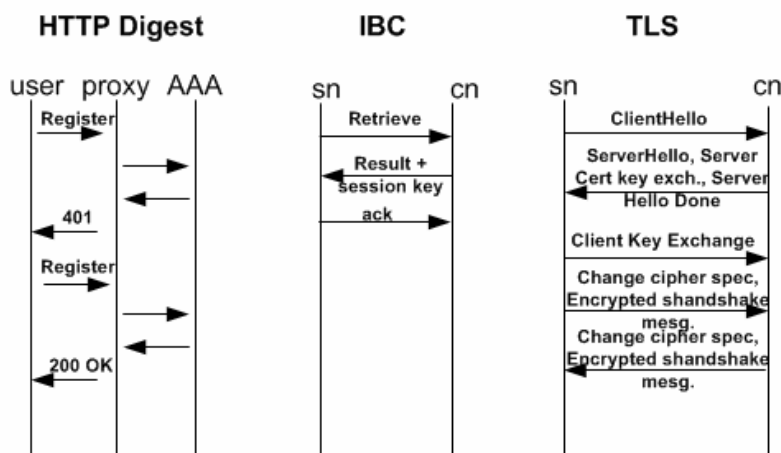 HTTP Digest
user proxy AAA
Register
401
Register
200 OK
IBC
sn cn
Retrieve
Result +
session key
ack
TLS
sn cn
ClientHello
ServerHello, Server
Cert key exch., Server
Hello Done
Client Key Exchange
Change cipher spec,
Encrypted shandshake
mesg.
Change cipher spec,
Encrypted shandshake
mesg.